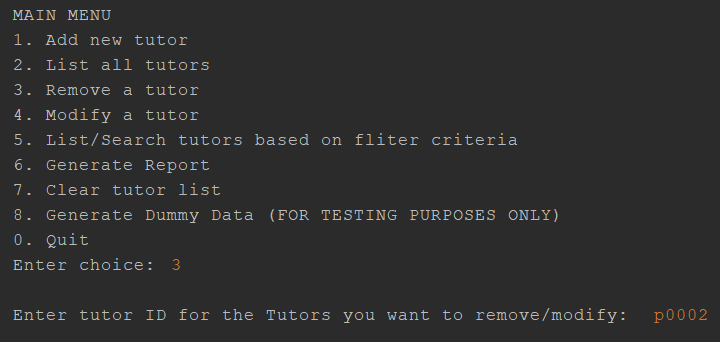 MAIN MENU
1. Add new tutor
2. List all tutors
3. Remove a tutor
4. Modify a tutor
5. List/Search tutors based on fliter criteria
6. Generate Report
7. Clear tutor list
8. Generate Dummy Data (FOR TESTING PURPOSES ONLY)
0. Quit
Enter choice: 3
Enter tutor ID for the Tutors you want to remove/modify: p0002